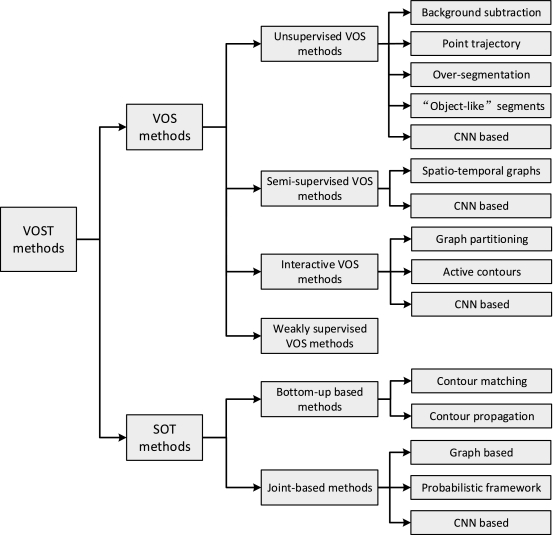 VOST
methods
VOS
methods
Unsupervised VOS
methods
Background subtraction
Point trajectory
Over-segmentation
“Object-like” segments
CNN based
Semi-supervised VOS
methods
Spatio-temporal graphs
CNN based
Interactive VOS
methods
Graph partitioning
Active contours
CNN based
Weakly supervised
VOS methods
SOT
methods
Bottom-up based
methods
Contour matching
Contour propagation
Joint-based methods
Graph based
Probabilistic framework
CNN based